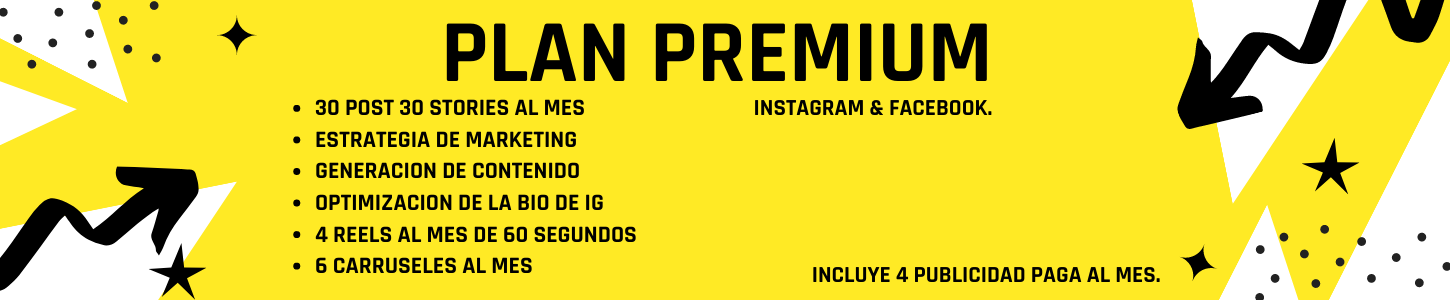 PLAN PREMIUM
• 30 POST 30 STORIES AL MES
INSTAGRAM & FACEBOOK.
• ESTRATEGIA DE MARKETING
• GENERACION DE CONTENIDO
• OPTIMIZACION DE LA BIO DE IG
• 4 REELS AL MES DE 60 SEGUNDOS
• 6 CARRUSELES AL MES
INCLUYE 4 PUBLICIDAD PAGA AL MES.